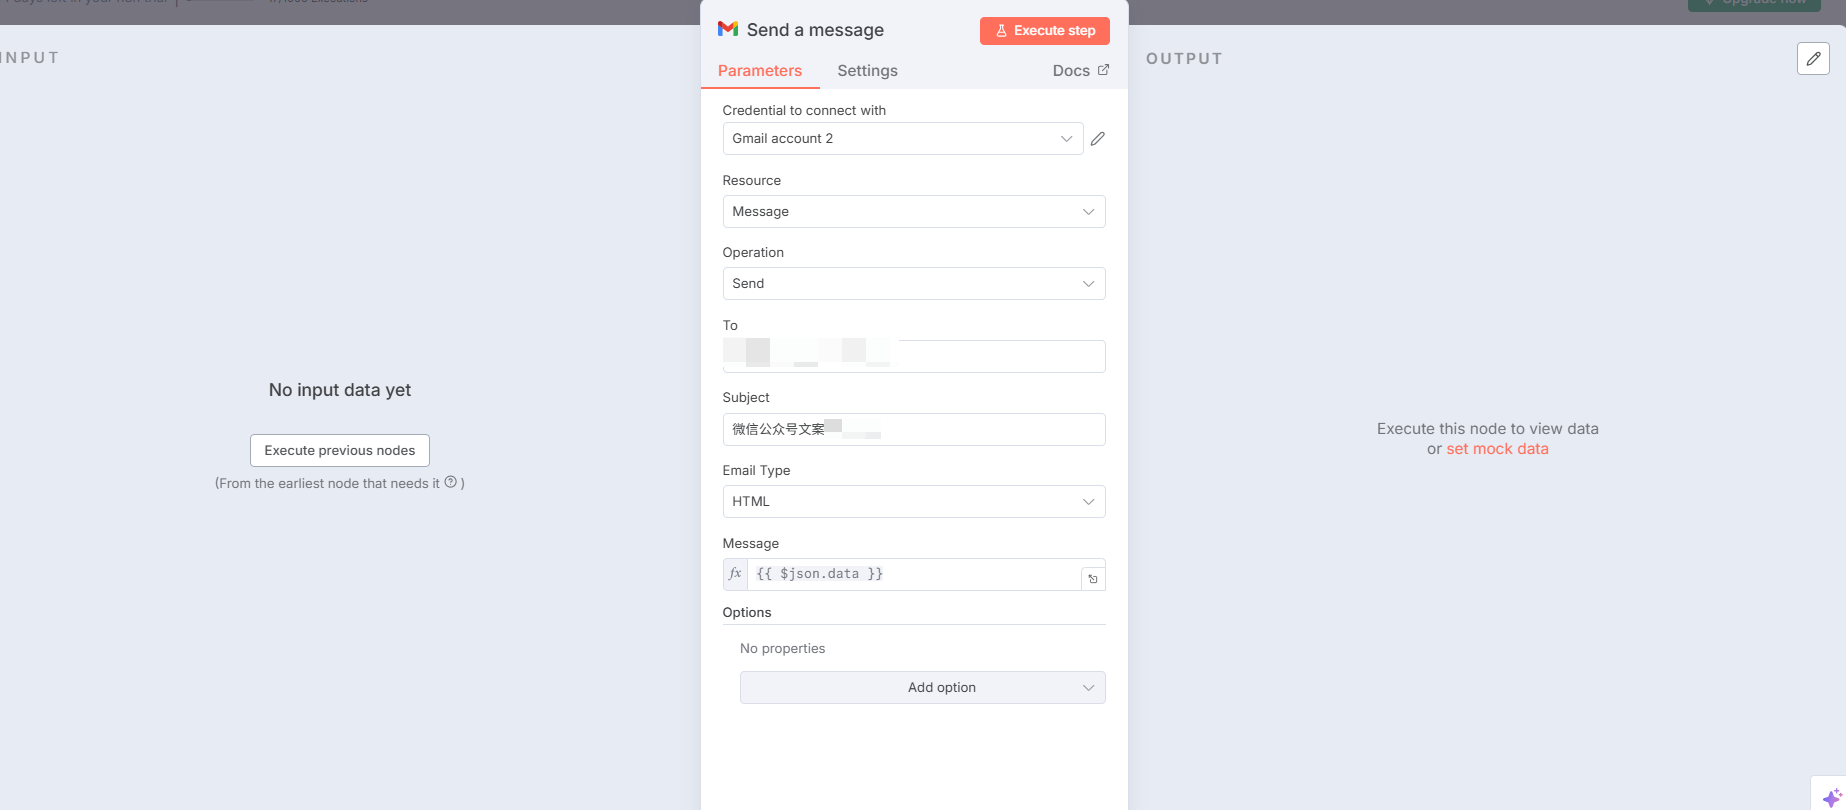 INPUT
No input data yet
Execute previous nodes
(From the earliest node that needs it ? )
Send a message
Execute step
Parameters
Settings
Docs
Credential to connect with
Gmail account 2
Resource
Message
Operation
Send
To
Subject
微信公众号文案
Email Type
HTML
Message
fx {{ $json.data }}
Options
No properties
Add option
OUTPUT
Execute this node to view data
or set mock data